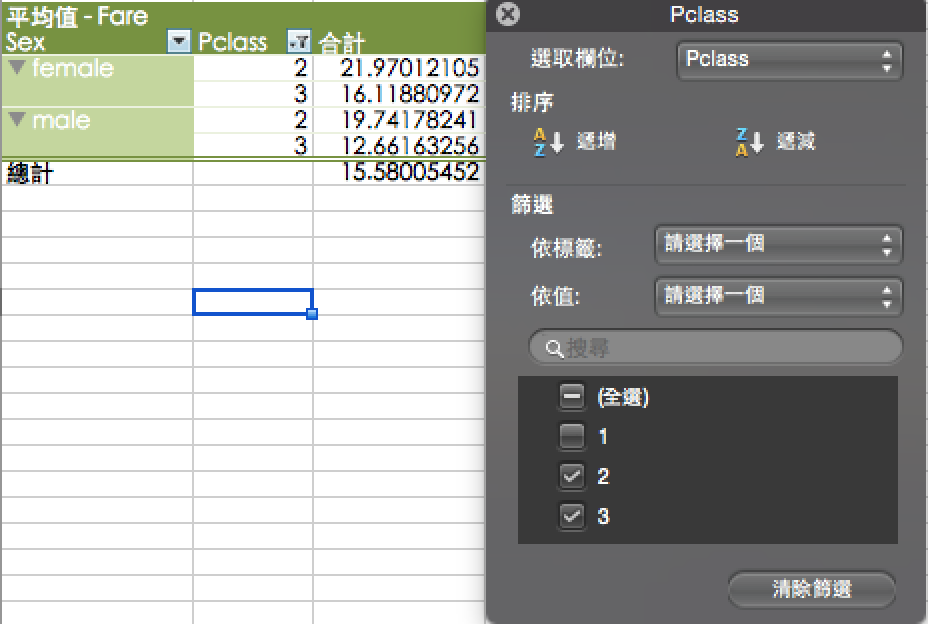 平均值 - Fare
Sex Pclass 合計
female 2 21.97012105
3 16.11880972
male 2 19.74178241
3 12.66163256
總計 15.58005452
Pclass
選取欄位: Pclass
排序
A Z 遞增 Z A 遞減
篩選
依標籤: 請選擇一個
依值: 請選擇一個
搜尋
(全選)
1
2
3
清除篩選